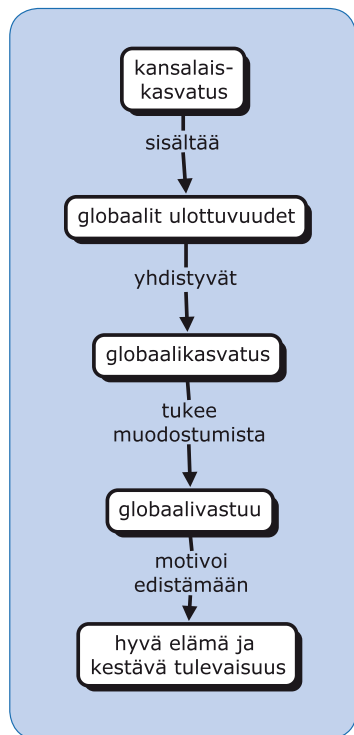 kansalais-
kasvatus
sisältää
globaalit ulottuvuudet
yhdistyvät
globaalikasvatus
tukee
muodostumista
globaalivastuu
motivoi
edistämään
hyvä elämä ja
kestävä tulevaisuus